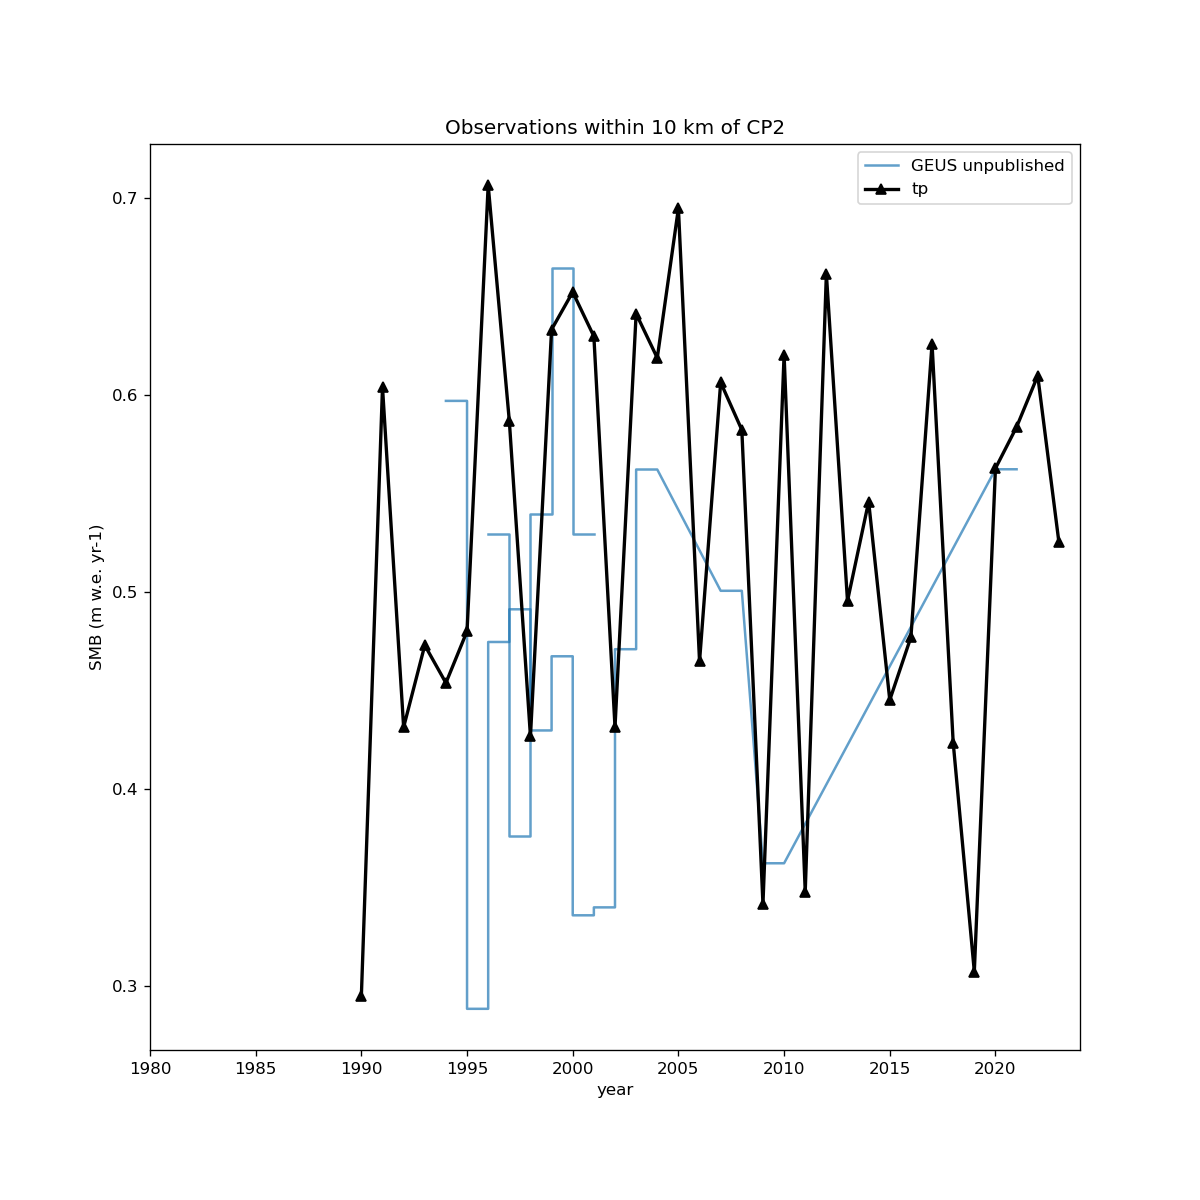 Observations within 10 km of CP2
GEUS unpublished
tp
0.7
0.6
0.5
0.4
0.3
SMB (m w.e. yr-1)
1980 1985 1990 1995 2000 2005 2010 2015 2020
year